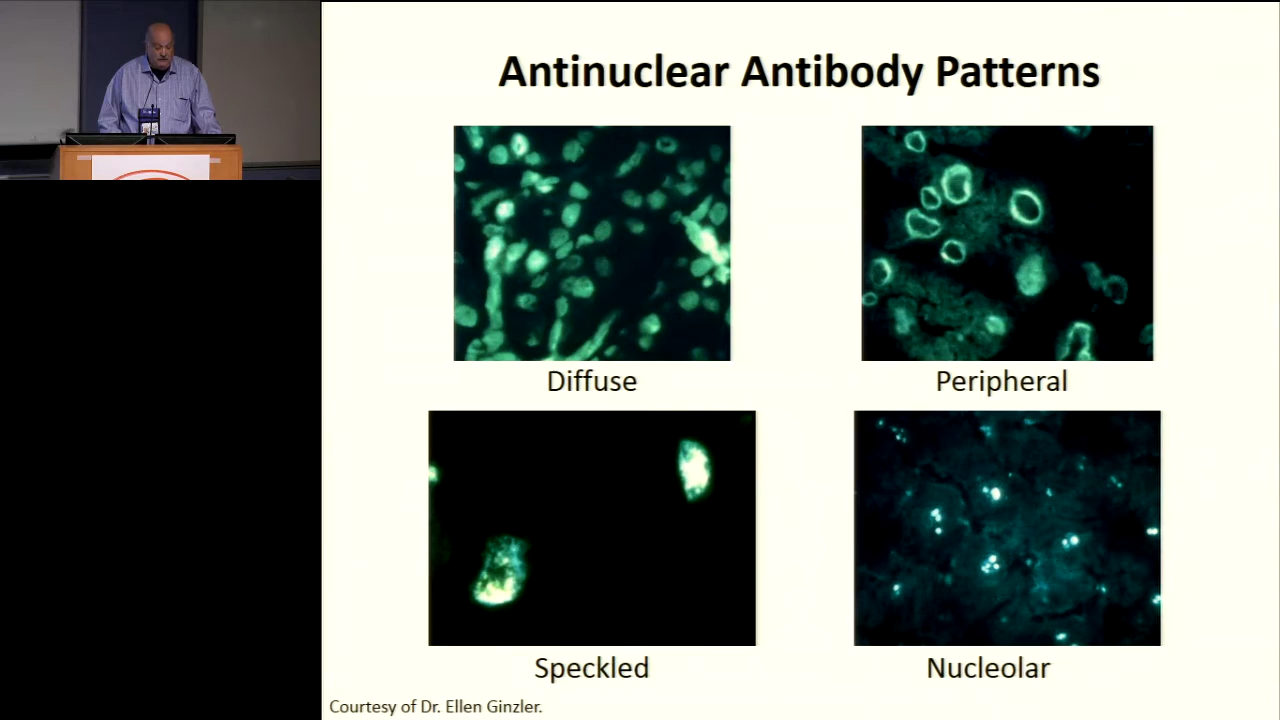 Antinuclear Antibody Patterns
Diffuse
Peripheral
Speckled
Nucleolar
Courtesy of Dr. Ellen Ginzler.